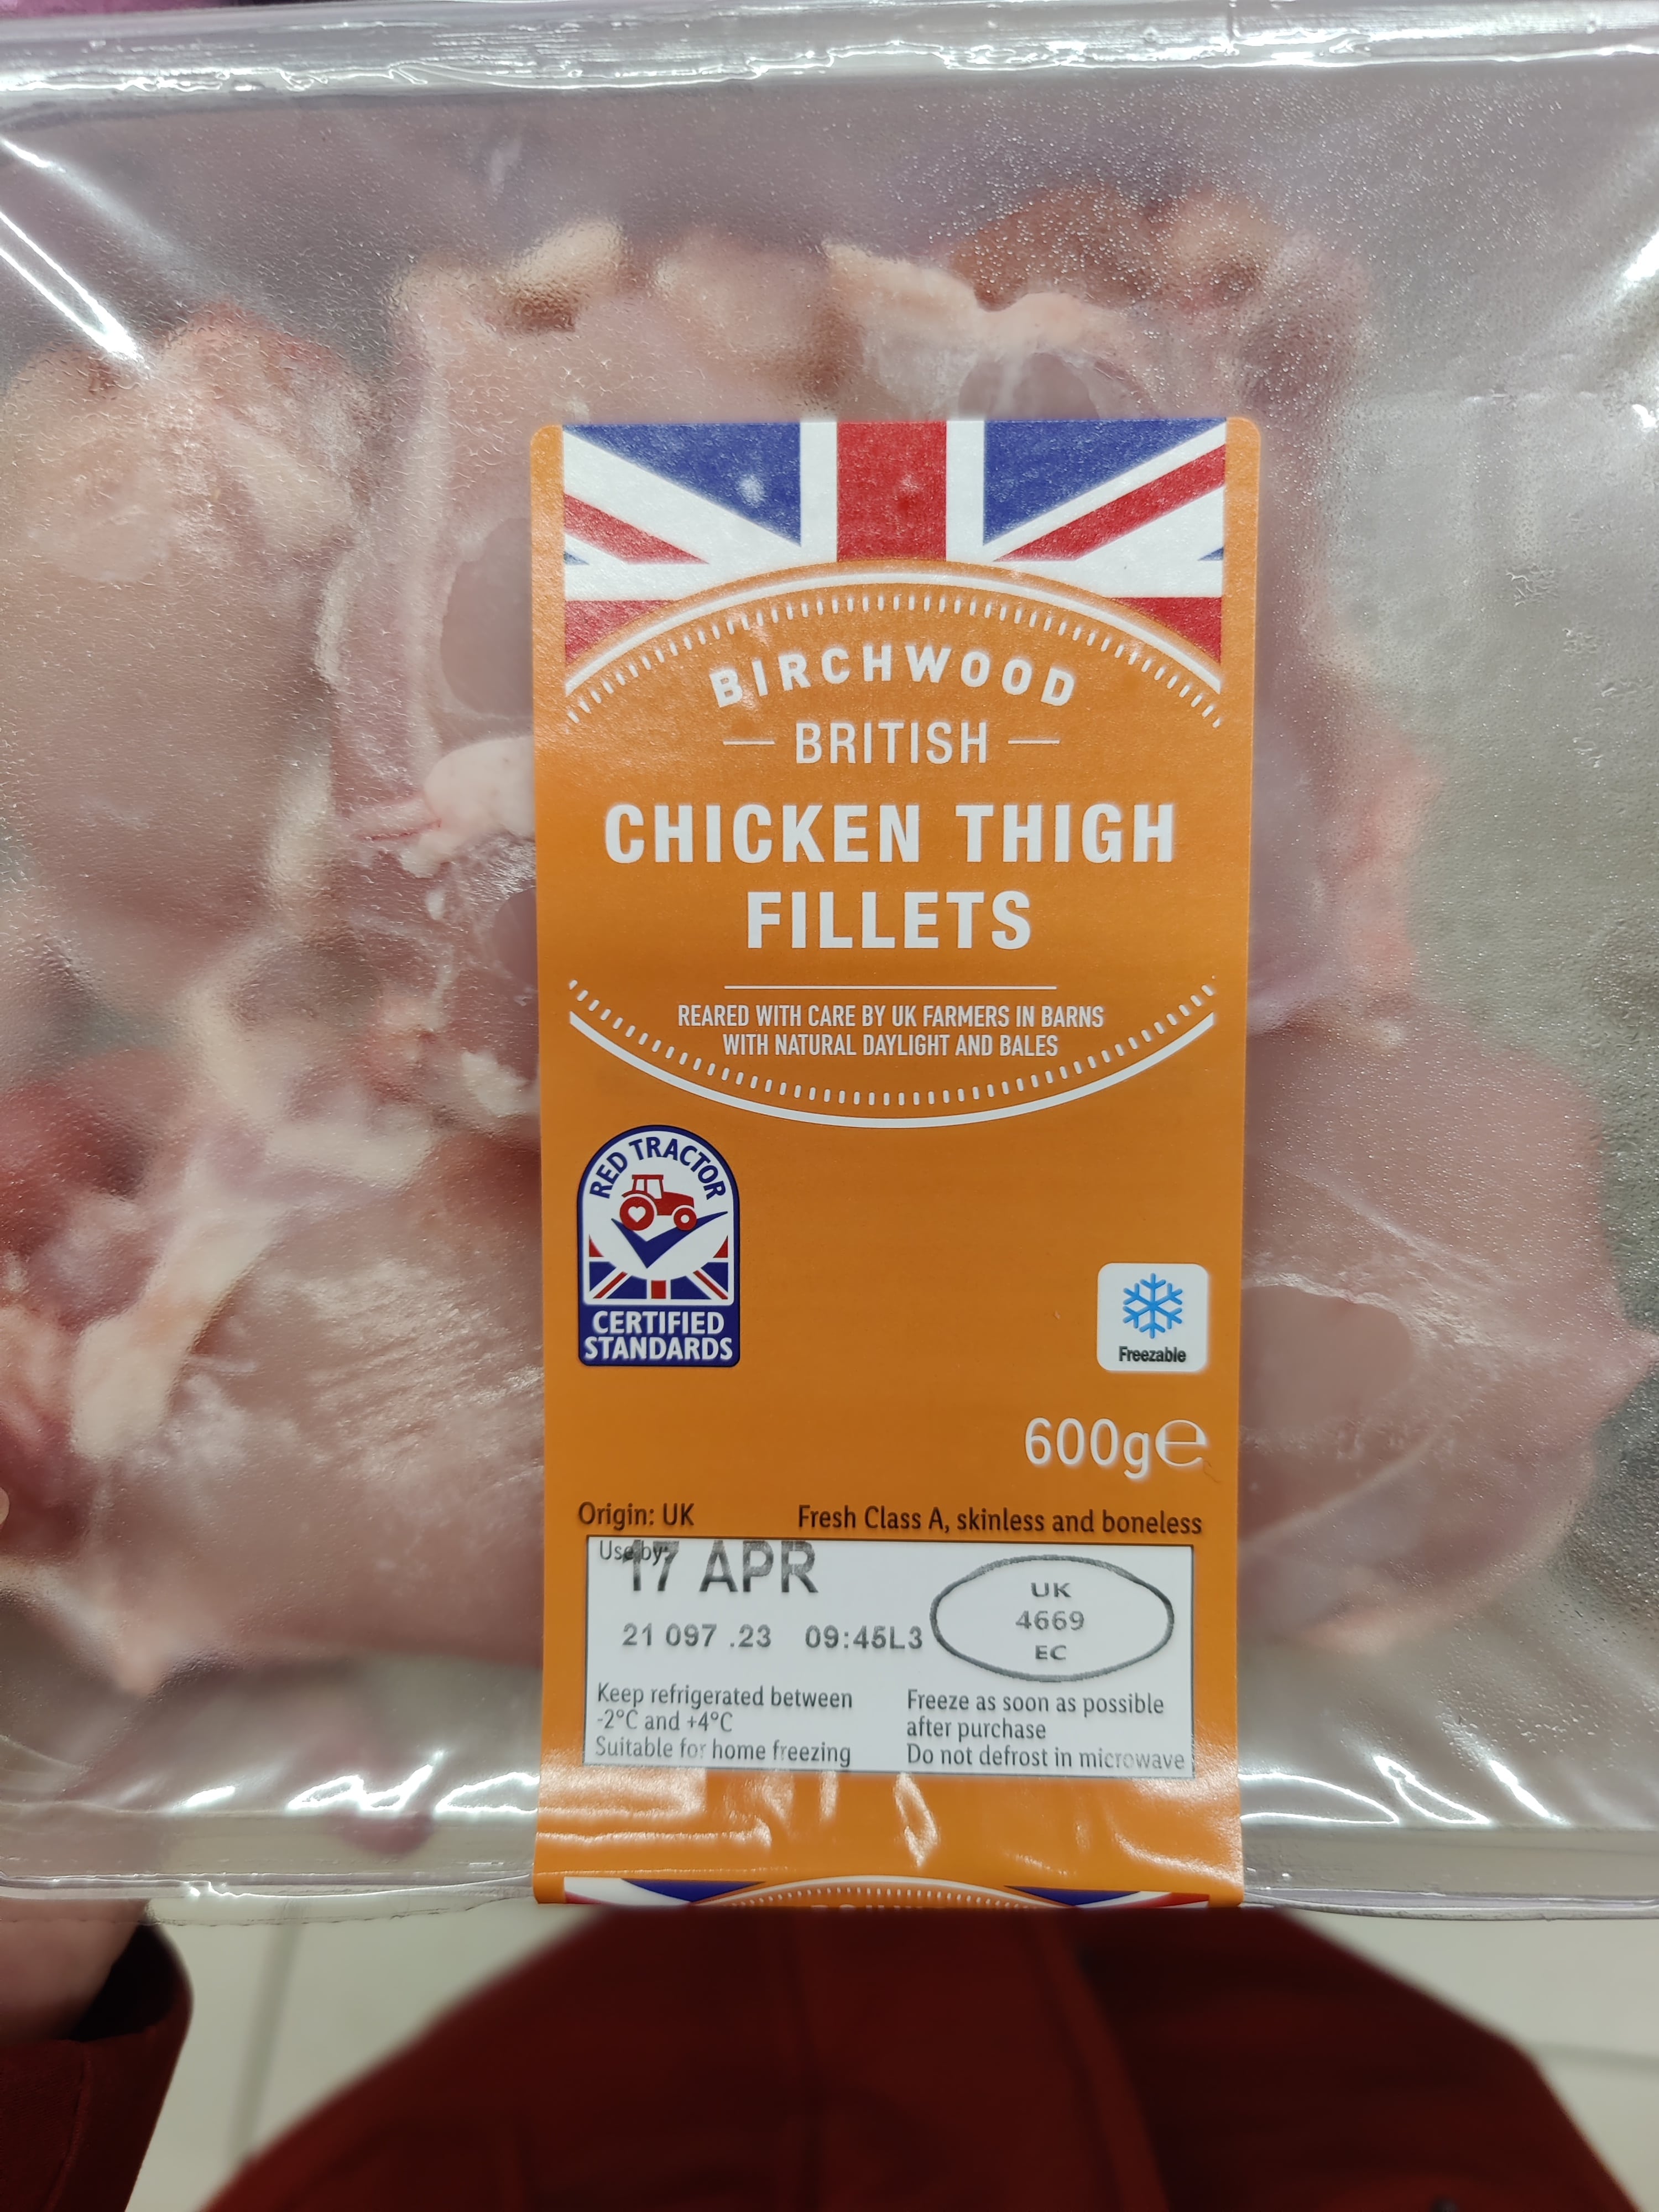 BIRCHWOOD
BRITISH
CHICKEN THIGH
FILLETS
REARED WITH CARE BY UK FARMERS IN BARNS
WITH NATURAL DAYLIGHT AND BALES
RED TRACTOR
CERTIFIED
STANDARDS
Freezable
600g℮
Origin: UK
Fresh Class A, skinless and boneless
Use by:
17 APR
21 097 .23 09:45L3
UK
4669
EC
Keep refrigerated between
-2°C and +4°C
Suitable for home freezing
Freeze as soon as possible
after purchase
Do not defrost in microwave